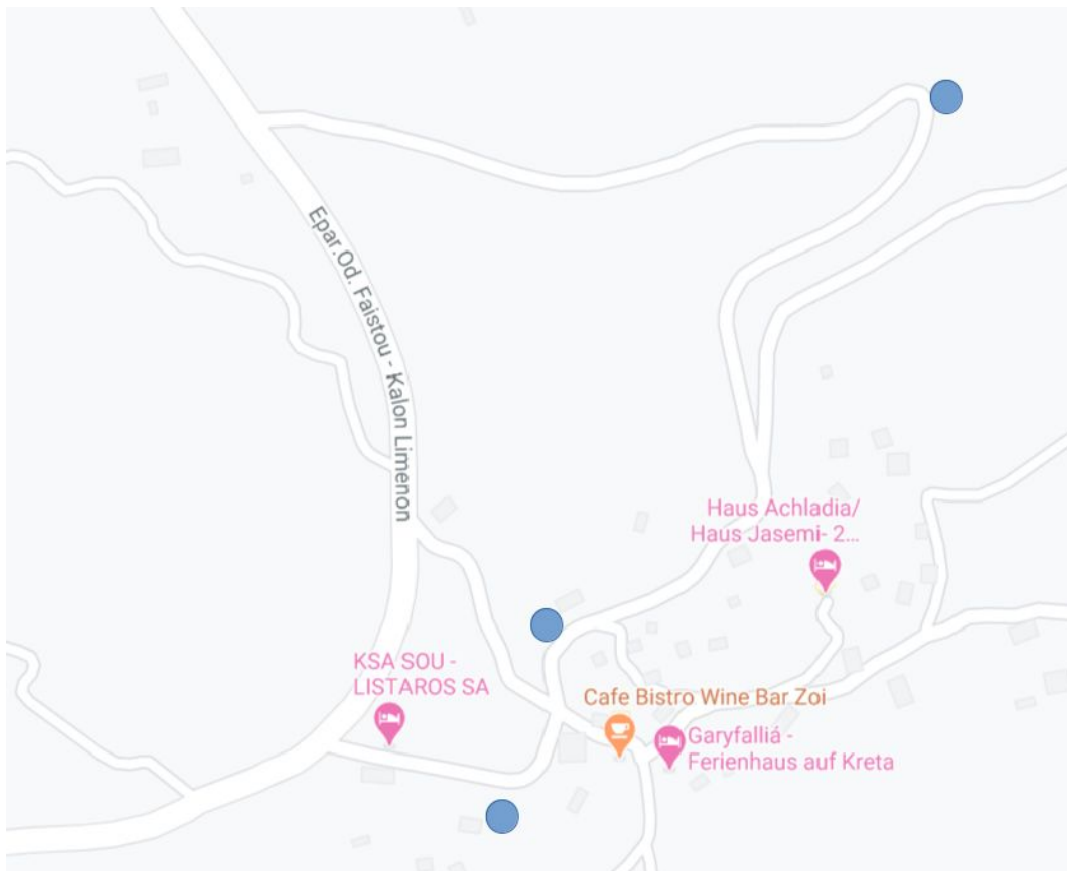 Epar.Od. Faistou - Kalon Limenon
Haus Achladia/
Haus Jasemi- 2...
KSA SOU -
LISTAROS SA
Cafe Bistro Wine Bar Zoi
Garyfalliá -
Ferienhaus auf Kreta